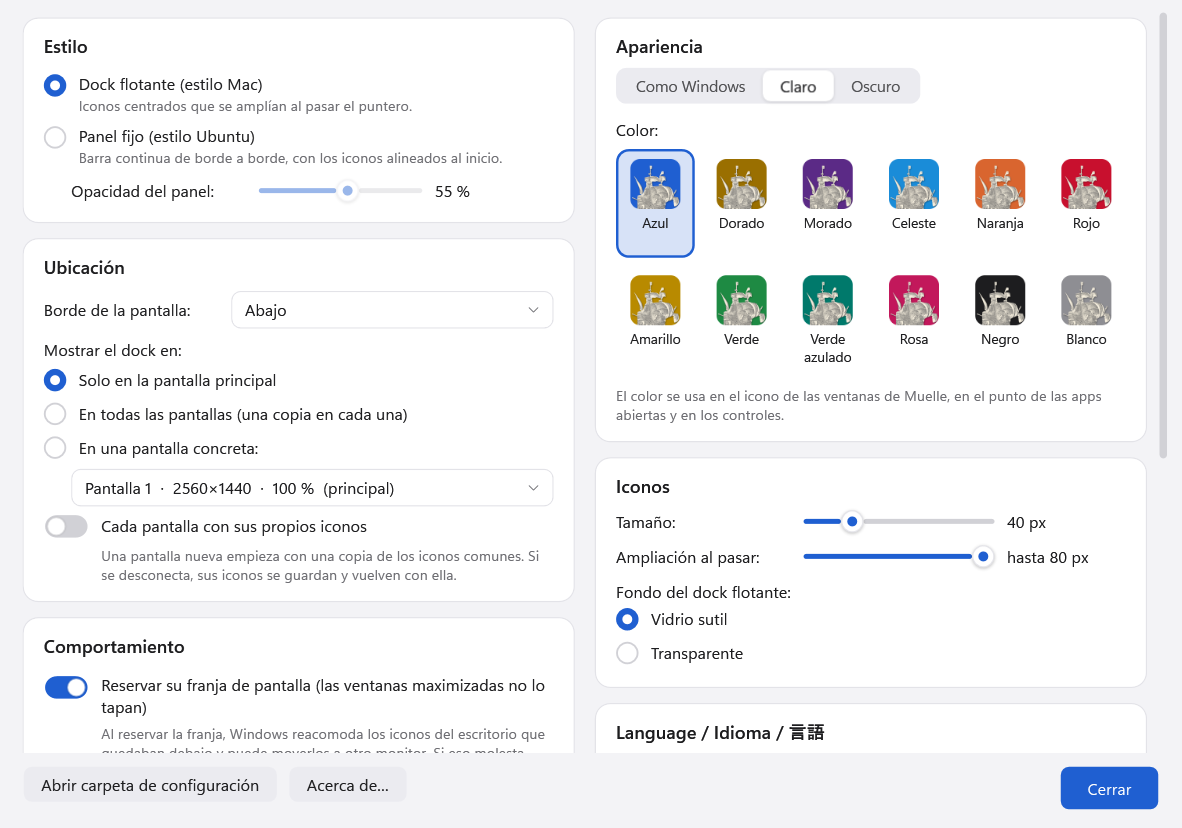 Estilo
Dock flotante (estilo Mac)
Iconos centrados que se amplían al pasar el puntero.
Panel fijo (estilo Ubuntu)
Barra continua de borde a borde, con los iconos alineados al inicio.
Opacidad del panel:
55 %
Ubicación
Borde de la pantalla:
Abajo
Mostrar el dock en:
Solo en la pantalla principal
En todas las pantallas (una copia en cada una)
En una pantalla concreta:
Pantalla 1 · 2560×1440 · 100 % (principal)
Cada pantalla con sus propios iconos
Una pantalla nueva empieza con una copia de los iconos comunes. Si
se desconecta, sus iconos se guardan y vuelven con ella.
Comportamiento
Reservar su franja de pantalla (las ventanas maximizadas no lo
tapan)
Al reservar la franja, Windows reacomoda los iconos del escritorio que
quedaban debajo y puede moverlos a otro monitor. Si eso molesta,
Apariencia
Como Windows
Claro
Oscuro
Color:
Azul
Dorado
Morado
Celeste
Naranja
Rojo
Amarillo
Verde
Verde
azulado
Rosa
Negro
Blanco
El color se usa en el icono de las ventanas de Muelle, en el punto de las apps
abiertas y en los controles.
Iconos
Tamaño:
40 px
Ampliación al pasar:
hasta 80 px
Fondo del dock flotante:
Vidrio sutil
Transparente
Language / Idioma / 言語
Abrir carpeta de configuración
Acerca de...
Cerrar